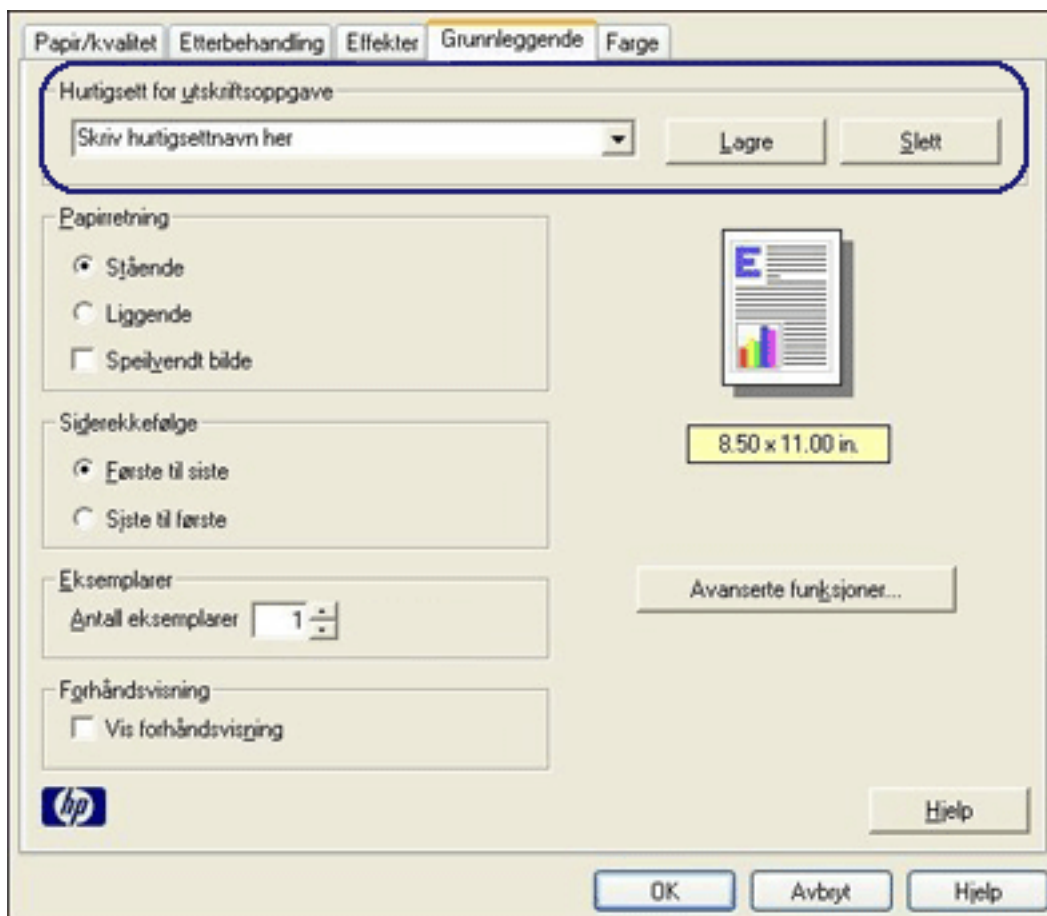 Papir/kvalitet Etterbehandling Effekter Grunnleggende Farge
Hurtigsett for utskriftsoppgave
Skriv hurtigsettnavn her Lagre Slett
Papirretning
Stående
Liggende
Speilvendt bilde
E
8.50 x 11.00 in.
Siderekkefølge
Første til siste
Siste til første
Eksemplarer
Antall eksemplarer 1
Avanserte funksjoner...
Forhåndsvisning
Vis forhåndsvisning
hp
Hjelp
OK Avbryt Hjelp